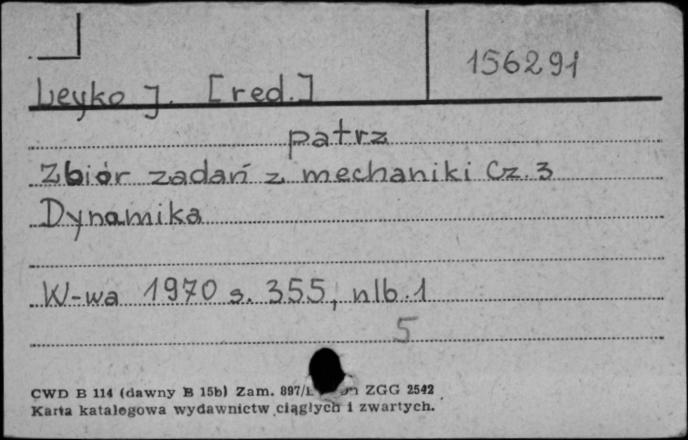 156291
Leyko J. [red.]
patrz
Zbiór zadań z mechaniki Cz. 3
Dynamika
W-wa 1970 s. 355, nlb. 1
5
CWD B 114 (dawny B 15b) Zam. 897/ ZGG 2542
Karta katalogowa wydawnictw ciągłych i zwartych.